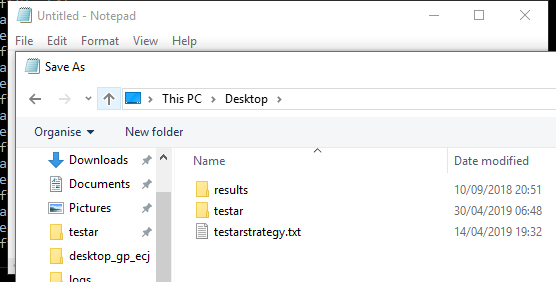 Untitled - Notepad
File Edit Format View Help
Save As
This PC Desktop
Organise New folder
Name Date modified
Downloads
Documents
Pictures
testar
desktop_gp_ecj
logs
results 10/09/2018 20:51
testar 30/04/2019 06:48
testarstrategy.txt 14/04/2019 19:32